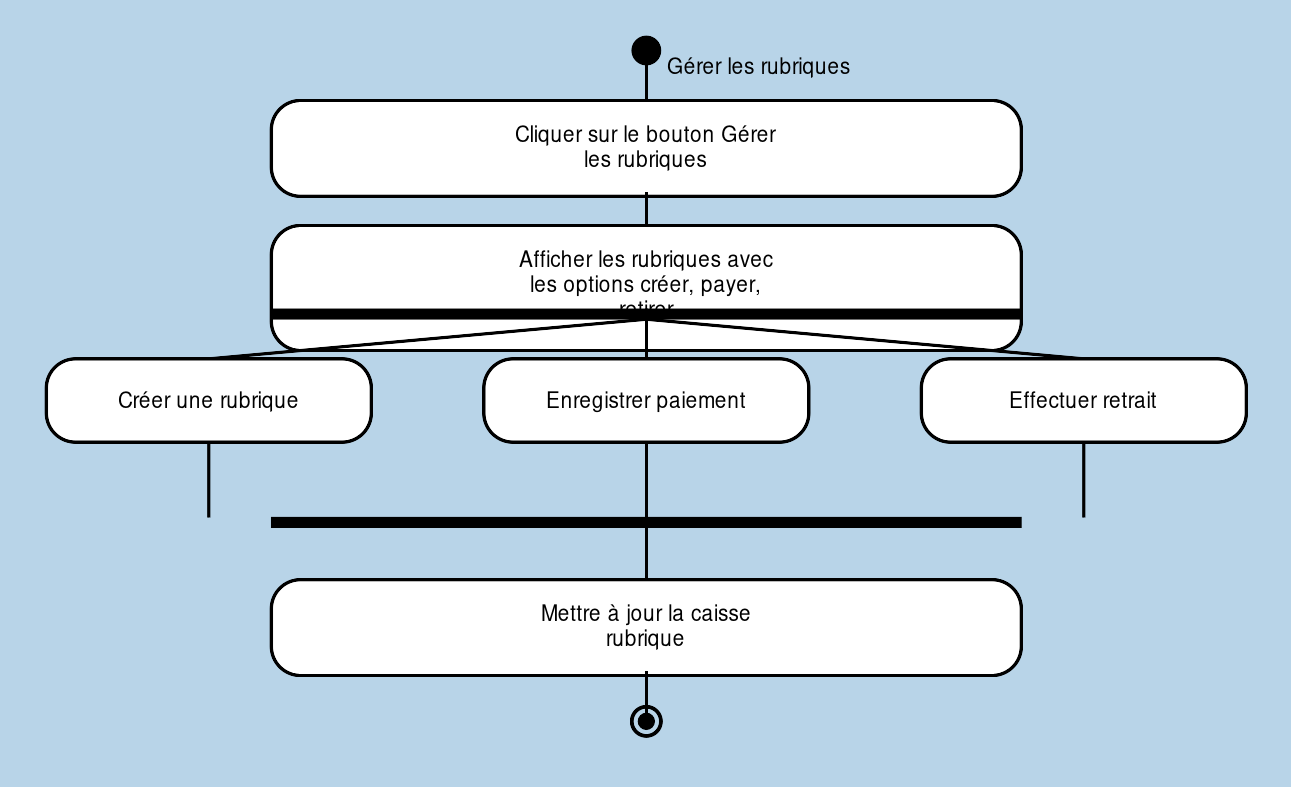 Gérer les rubriques
Cliquer sur le bouton Gérer
les rubriques
Afficher les rubriques avec
les options créer, payer,
retirer
Créer une rubrique
Enregistrer paiement
Effectuer retrait
Mettre à jour la caisse
rubrique